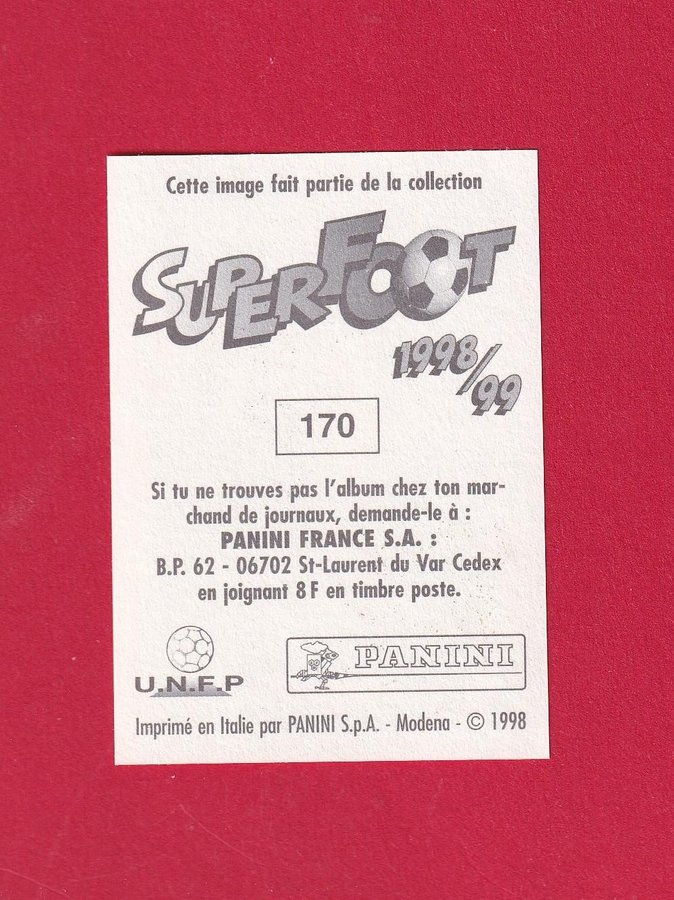 Cette image fait partie de la collection
SUPERFOOT
1998/99
170
Si tu ne trouves pas l'album chez ton mar-
chand de journaux, demande-le à :
PANINI FRANCE S.A. :
B.P. 62 - 06702 St-Laurent du Var Cedex
en joignant 8 F en timbre poste.
U.N.F.P
PANINI
Imprimé en Italie par PANINI S.p.A. - Modena - © 1998